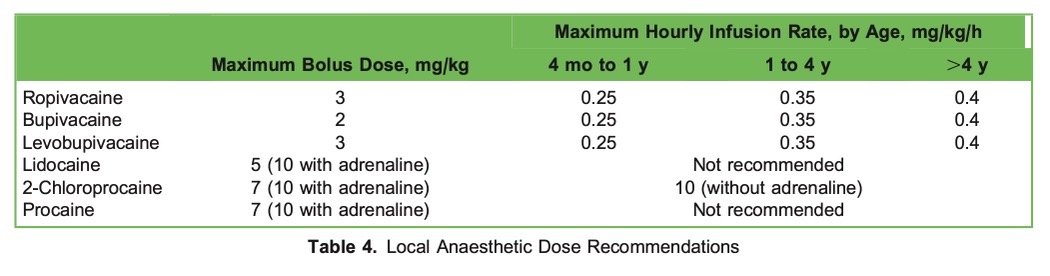 Maximum Hourly Infusion Rate, by Age, mg/kg/h
Maximum Bolus Dose, mg/kg 4 mo to 1 y 1 to 4 y >4 y
Ropivacaine 3 0.25 0.35 0.4
Bupivacaine 2 0.25 0.35 0.4
Levobupivacaine 3 0.25 0.35 0.4
Lidocaine 5 (10 with adrenaline) Not recommended
2-Chloroprocaine 7 (10 with adrenaline) 10 (without adrenaline)
Procaine 7 (10 with adrenaline) Not recommended
Table 4. Local Anaesthetic Dose Recommendations